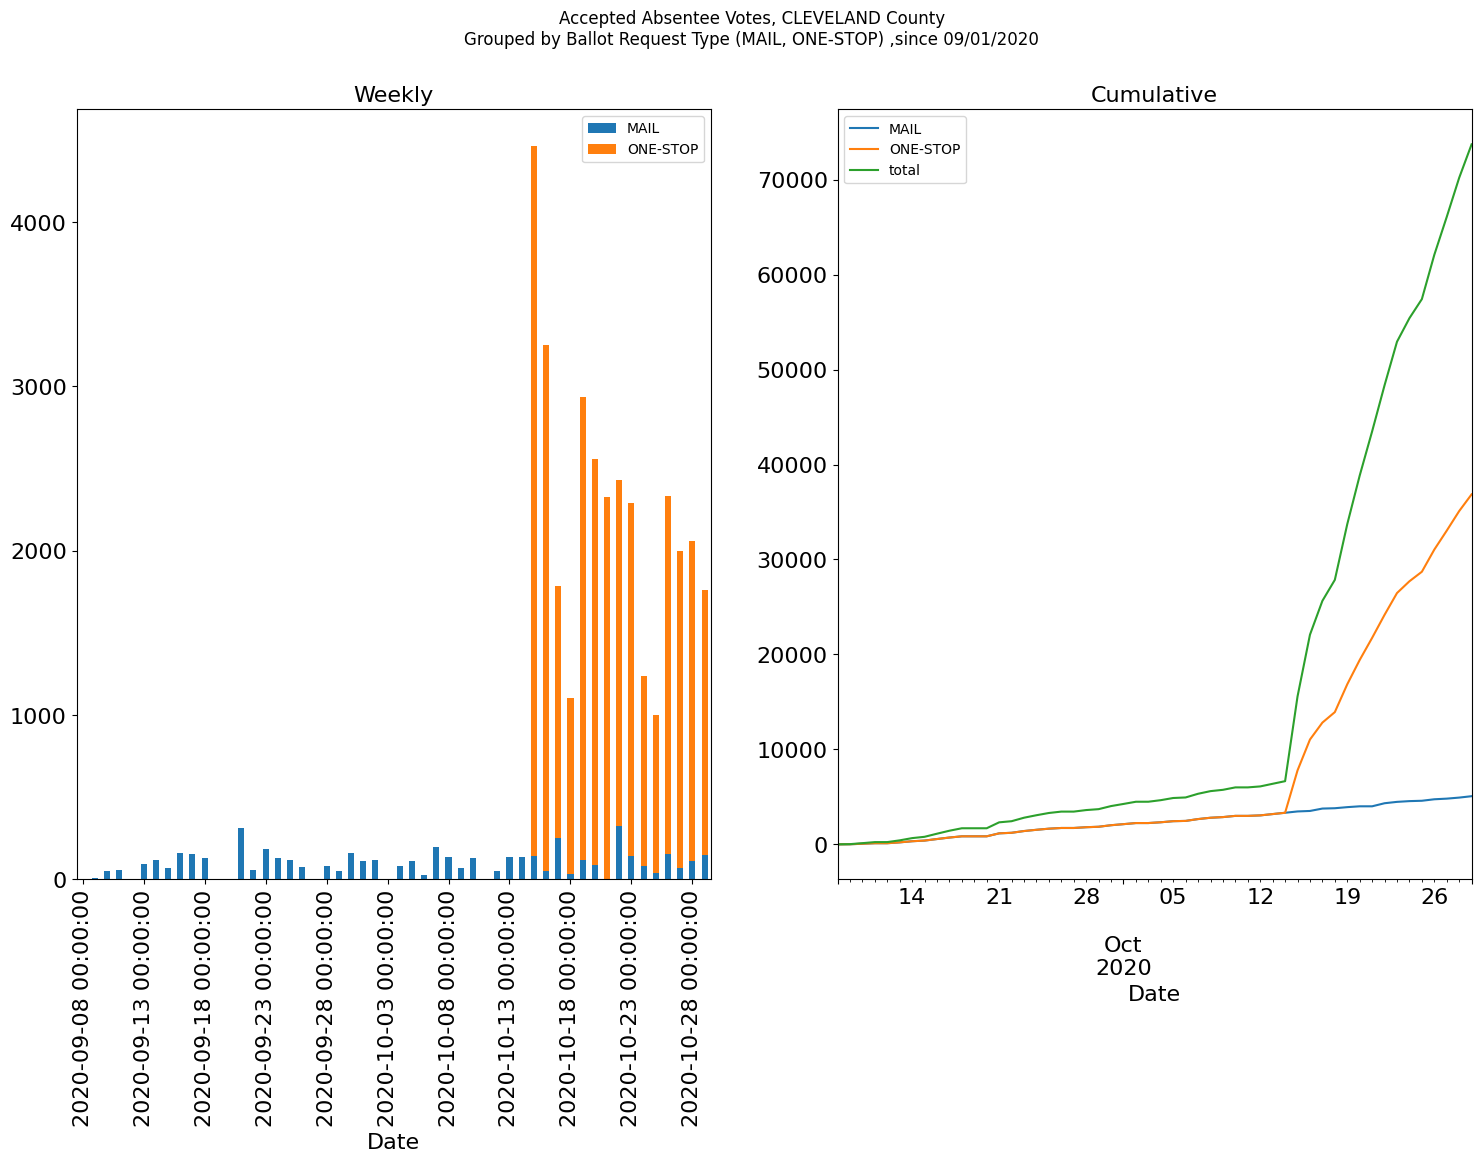 Accepted Absentee Votes, CLEVELAND County
Grouped by Ballot Request Type (MAIL, ONE-STOP) ,since 09/01/2020
Weekly
MAIL
ONE-STOP
4000
3000
2000
1000
0
2020-09-08 00:00:00
2020-09-13 00:00:00
2020-09-18 00:00:00
2020-09-23 00:00:00
2020-09-28 00:00:00
2020-10-03 00:00:00
2020-10-08 00:00:00
2020-10-13 00:00:00
2020-10-18 00:00:00
2020-10-23 00:00:00
2020-10-28 00:00:00
Date
Cumulative
MAIL
ONE-STOP
total
70000
60000
50000
40000
30000
20000
10000
0
14 21 28 05 12 19 26
Oct
2020
Date